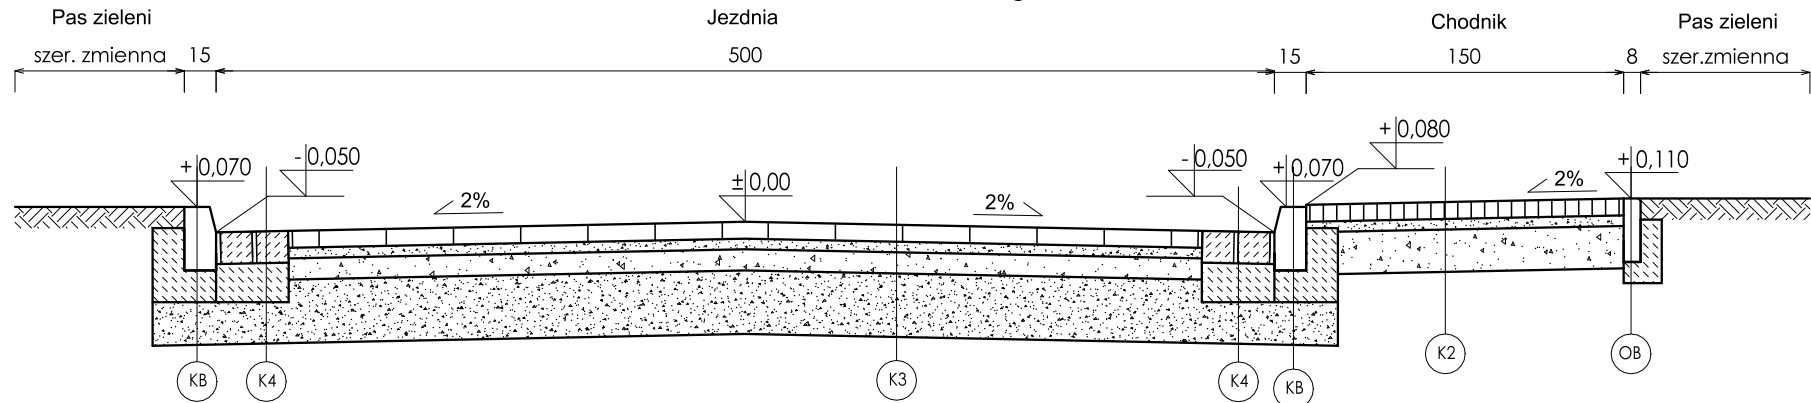 Pas zieleni
Jezdnia
Chodnik
Pas zieleni
szer. zmienna
15
500
15
150
8
szer.zmienna
+0,070
-0,050
±0,00
-0,050
+0,070
+0,080
+0,110
2%
2%
2%
KB
K4
K3
K4
KB
K2
OB